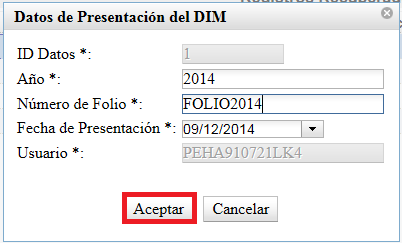 Datos de Presentación del DIM
ID Datos *: 1
Año *: 2014
Número de Folio *: FOLIO2014
Fecha de Presentación *: 09/12/2014
Usuario *: PEHA910721LK4
Aceptar Cancelar